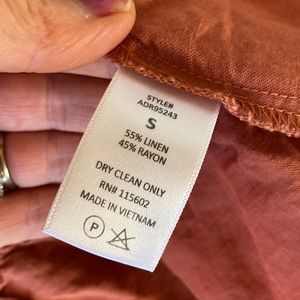 STYLE#
ADR95243
S
55% LINEN
45% RAYON
DRY CLEAN ONLY
RN# 115602
MADE IN VIETNAM
P